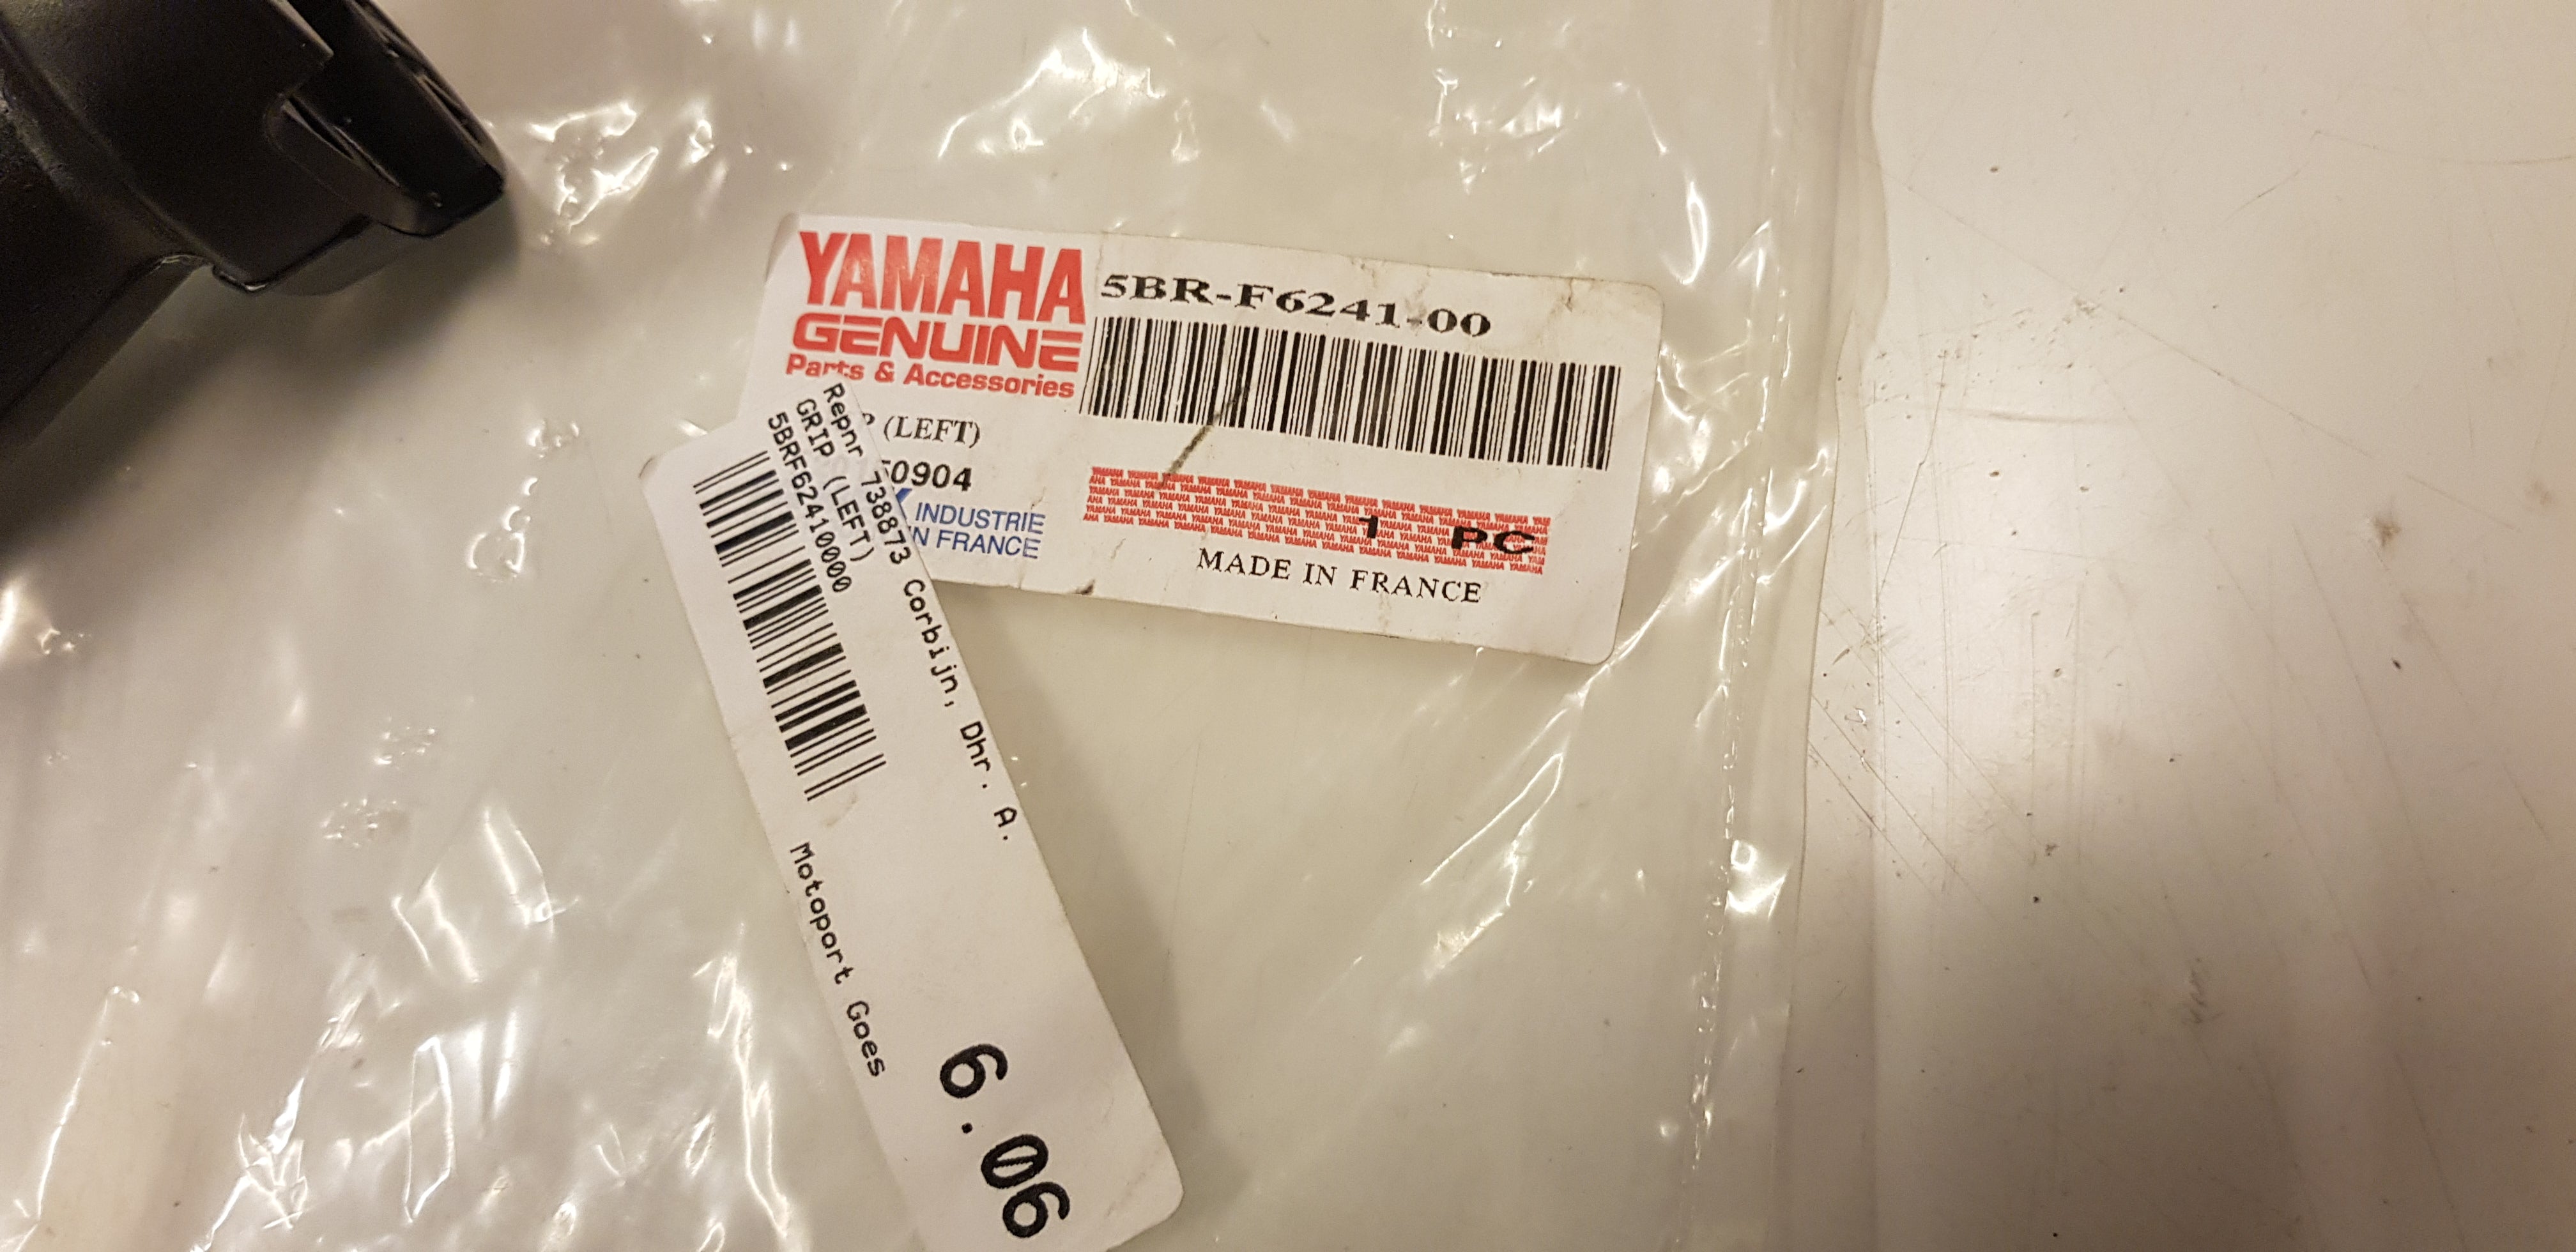 YAMAHA
GENUINE
Parts & Accessories
5BR-F6241-00
(LEFT)
50904
INDUSTRIE
IN FRANCE
1 PC
MADE IN FRANCE
Repnr 738873 Corbijn, Dhr. A.
GRIP (LEFT)
5BRF62410000
Motoport Goes
6.06